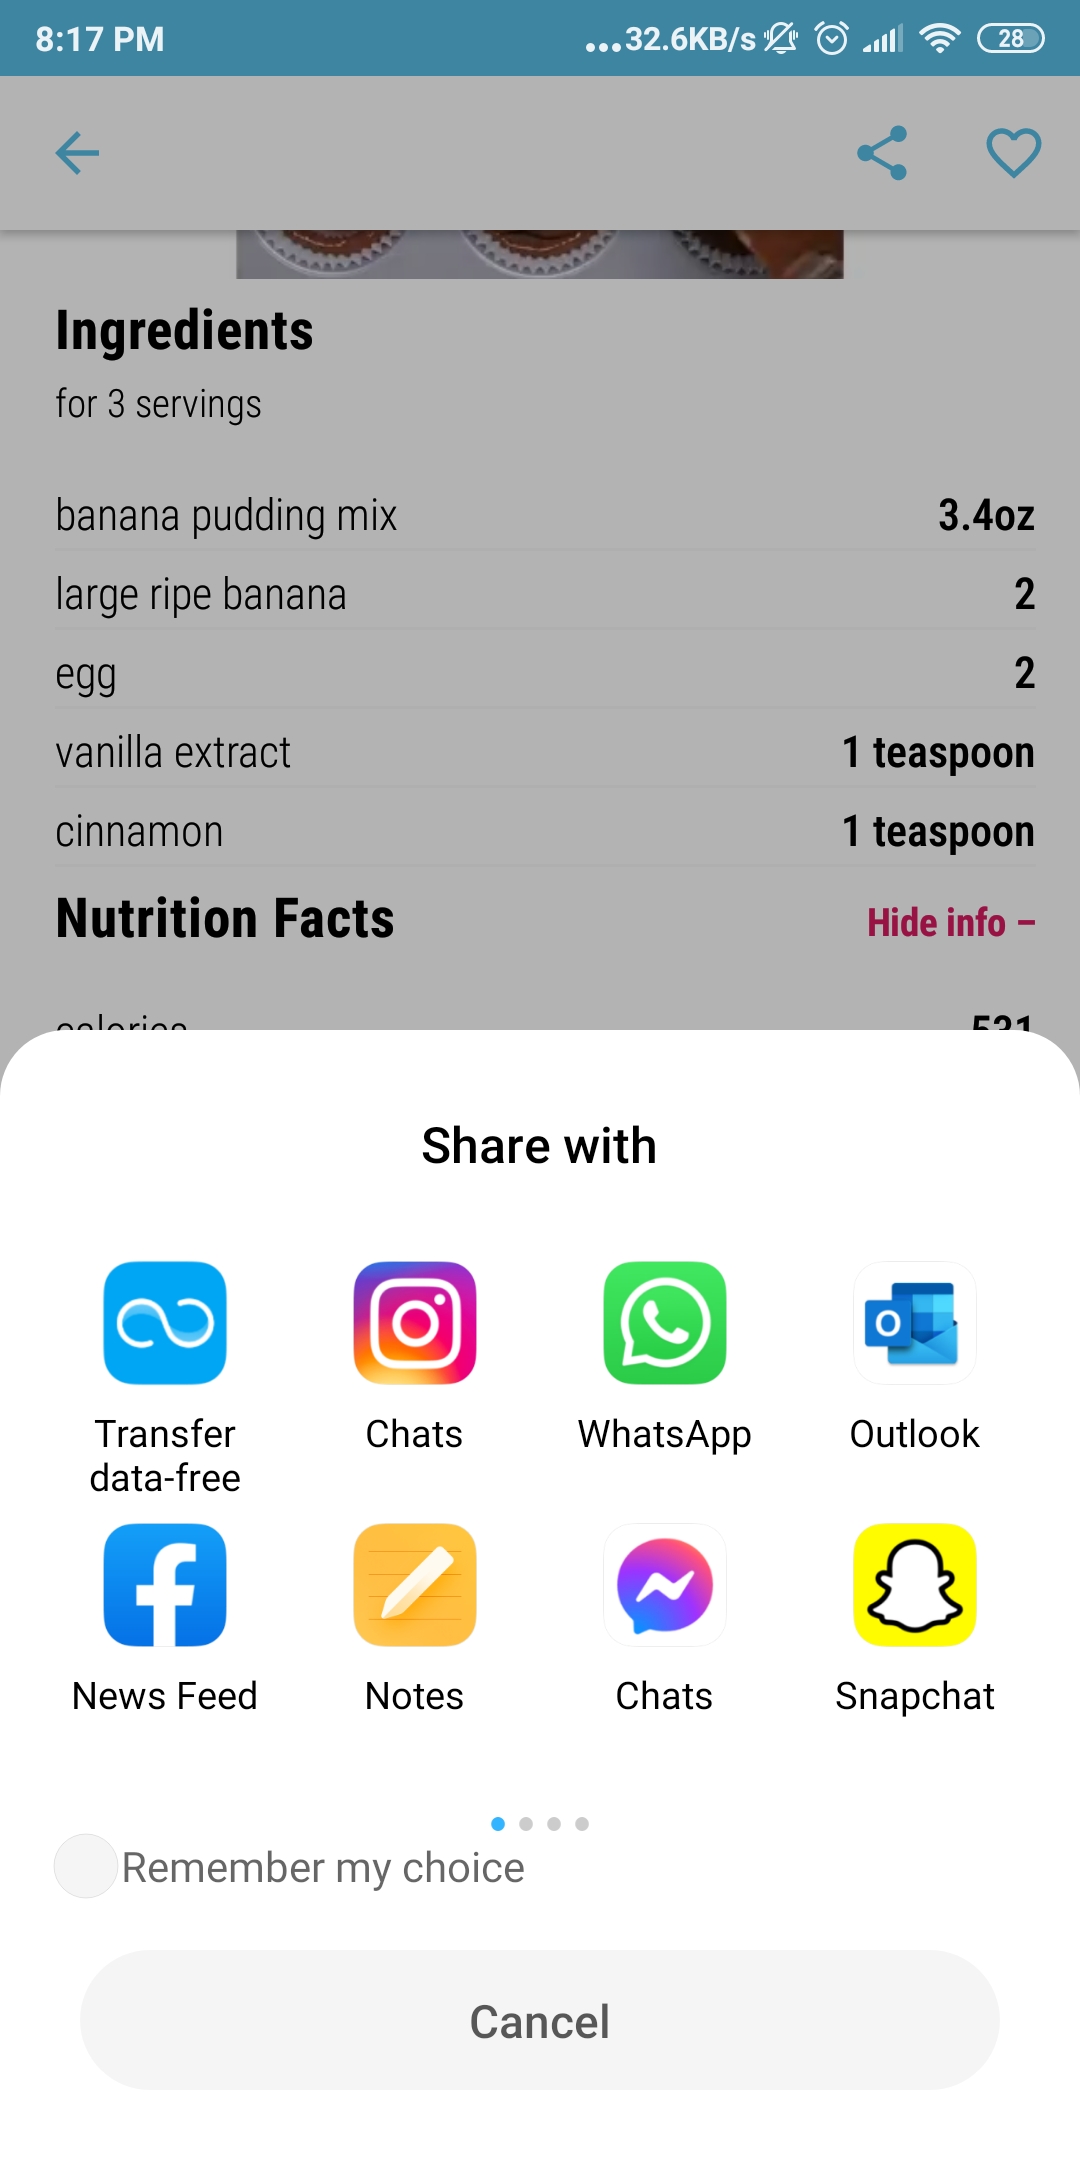 8:17 PM ...32.6KB/s 28
Ingredients
for 3 servings
banana pudding mix 3.4oz
large ripe banana 2
egg 2
vanilla extract 1 teaspoon
cinnamon 1 teaspoon
Nutrition Facts Hide info –
calories 531
Share with
Transfer data-free
Chats
WhatsApp
Outlook
News Feed
Notes
Chats
Snapchat
Remember my choice
Cancel